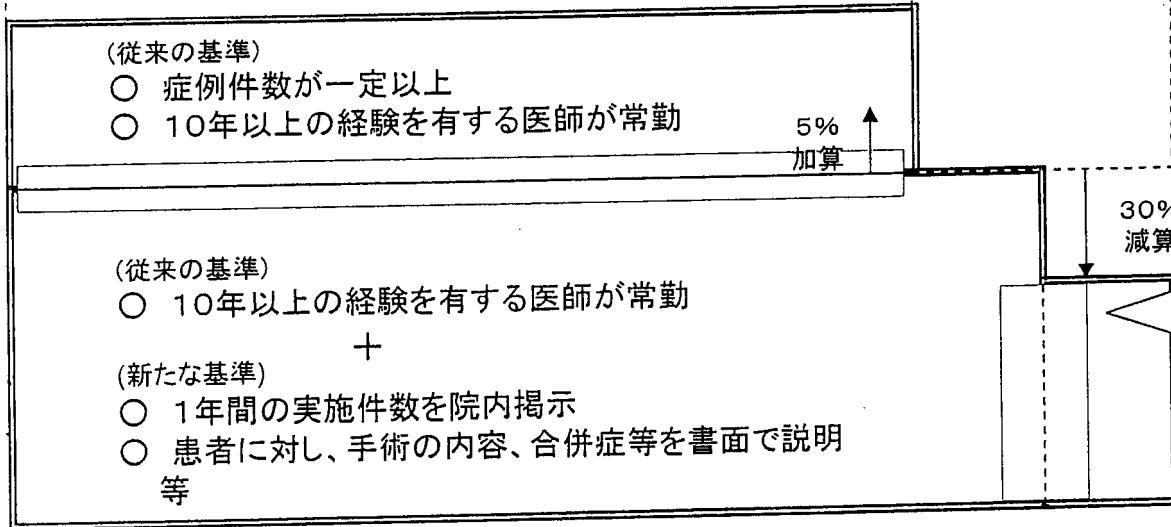 (従来の基準)
○ 症例件数が一定以上
○ 10年以上の経験を有する医師が常勤
5%
加算
30%
減算
(従来の基準)
○ 10年以上の経験を有する医師が常勤
+
(新たな基準)
○ 1年間の実施件数を院内掲示
○ 患者に対し、手術の内容、合併症等を書面で説明
等